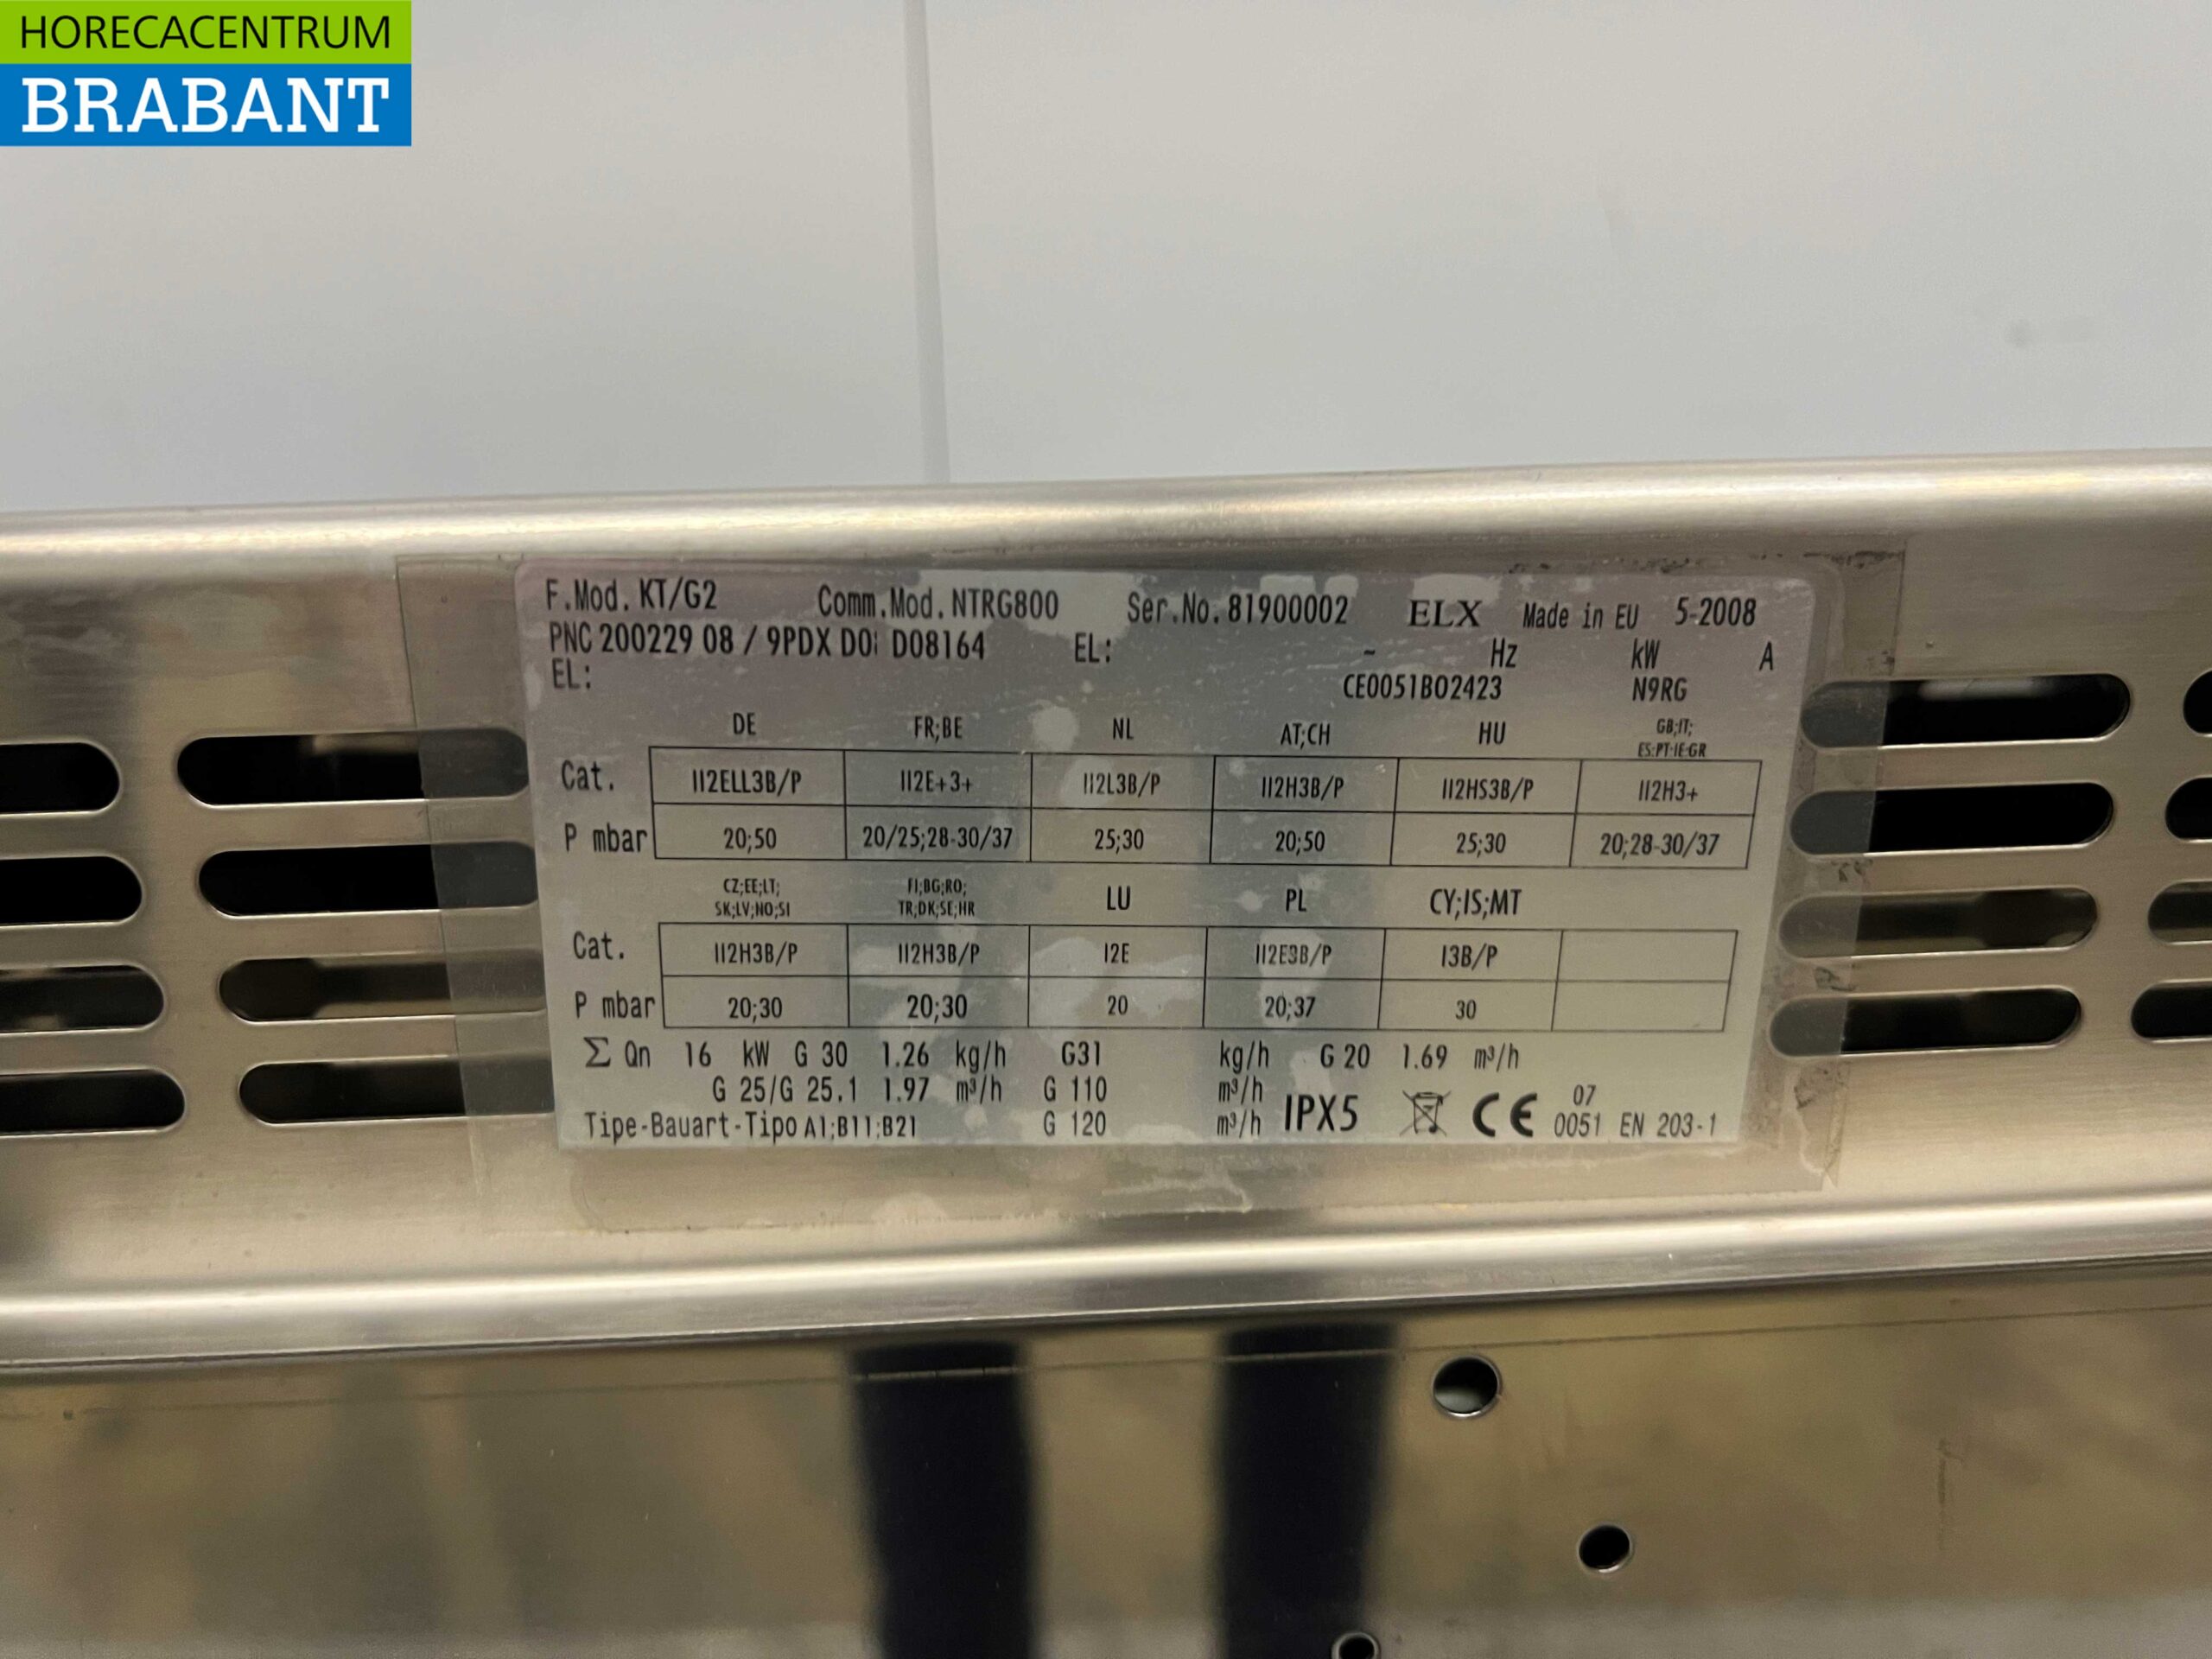 HORECACENTRUM
BRABANT
F.Mod. KT/G2 Comm.Mod. NTRG800 Ser.No. 81900002 ELX Made in EU 5-2008
PNC 200229 08 / 9PDX D0 D08164 EL: ~ Hz kW A
EL: CE0051BO2423 N9RG
DE FR;BE NL AT;CH HU GB;IT;
ES;PT;IE;GR
Cat. II2ELL3B/P II2E+3+ II2L3B/P II2H3B/P II2HS3B/P II2H3+
P mbar 20;50 20/25;28-30/37 25;30 20;50 25;30 20;28-30/37
CZ;EE;LT; FI;BG;RO; LU PL CY;IS;MT
SK;LV;NO;SI TR;DK;SE;HR
Cat. II2H3B/P II2H3B/P I2E II2E3B/P I3B/P
P mbar 20;30 20;30 20 20;37 30
Σ Qn 16 kW G 30 1.26 kg/h G31 kg/h G 20 1.69 m³/h
G 25/G 25.1 1.97 m³/h G 110 m³/h
Tipe-Bauart-Tipo A1;B11;B21 G 120 m³/h IPX5 CE 07
0051 EN 203-1